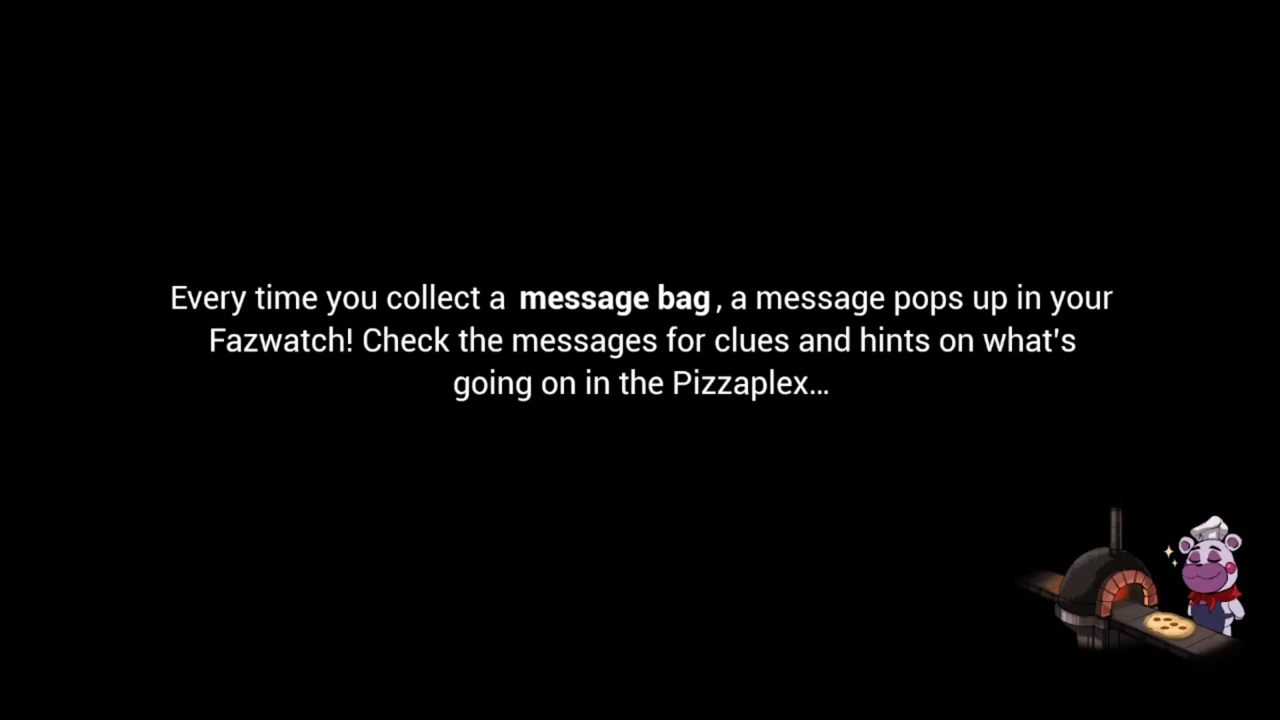 Every time you collect a message bag, a message pops up in your
Fazwatch! Check the messages for clues and hints on what's
going on in the Pizzaplex...